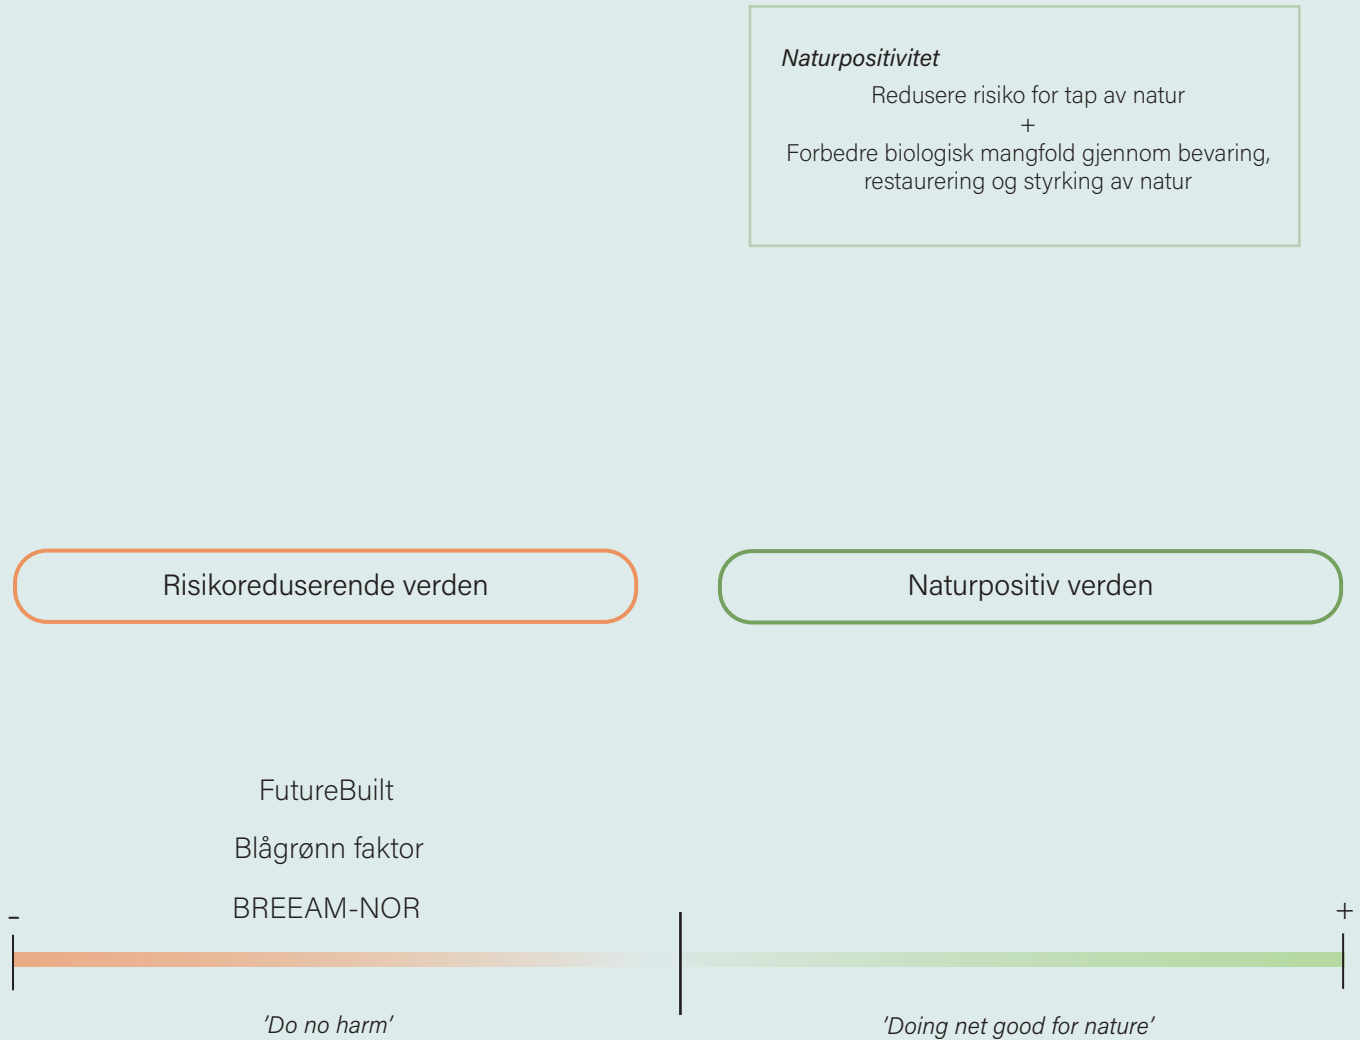 Naturpositivitet
Redusere risiko for tap av natur
+
Forbedre biologisk mangfold gjennom bevaring,
restaurering og styrking av natur
Risikoreduserende verden
Naturpositiv verden
FutureBuilt
Blågrønn faktor
BREEAM-NOR
-
+
'Do no harm'
'Doing net good for nature'